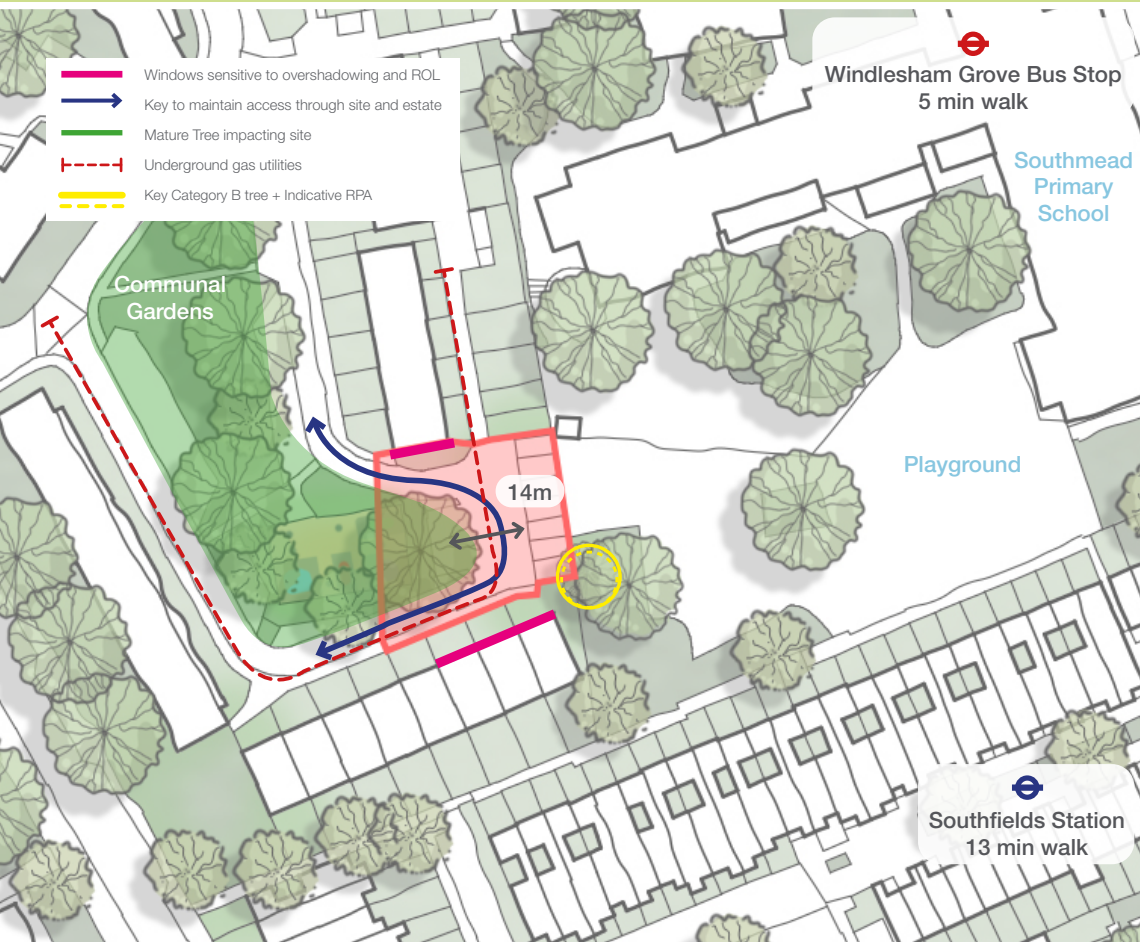 Windows sensitive to overshadowing and ROL
Key to maintain access through site and estate
Mature Tree impacting site
Underground gas utilities
Key Category B tree + Indicative RPA
Windlesham Grove Bus Stop
5 min walk
Southmead
Primary
School
Communal
Gardens
Playground
14m
Southfields Station
13 min walk